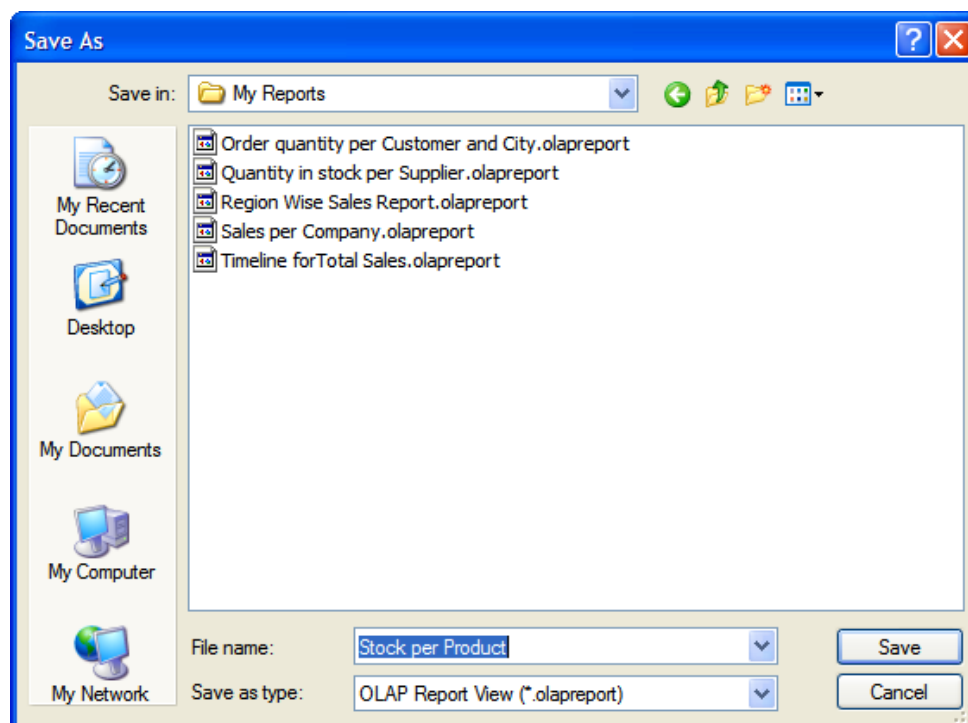 Save As
Save in: My Reports
Order quantity per Customer and City.olapreport
Quantity in stock per Supplier.olapreport
Region Wise Sales Report.olapreport
Sales per Company.olapreport
Timeline forTotal Sales.olapreport
My Recent
Documents
Desktop
My Documents
My Computer
My Network
File name: Stock per Product Save
Save as type: OLAP Report View (*.olapreport) Cancel